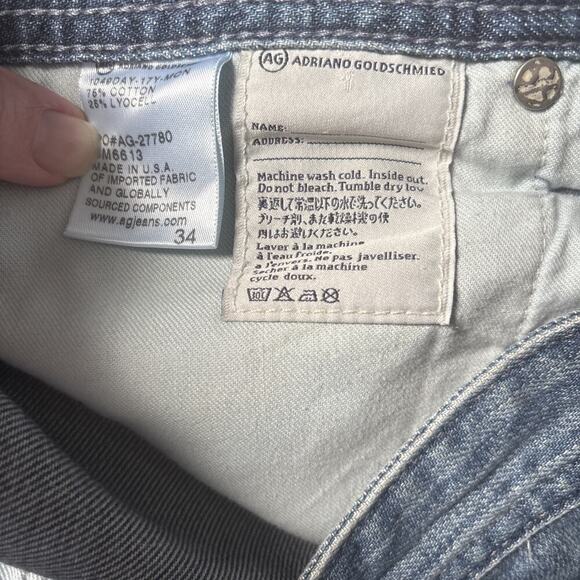 ADRIANO GOLDSCHMIED
1049DAY-17Y-MON
75% COTTON
25% LYOCELL
PO#AG-27780
M6613
MADE IN U.S.A.
OF IMPORTED FABRIC
AND GLOBALLY
SOURCED COMPONENTS
www.agjeans.com
34
AG ADRIANO GOLDSCHMIED
NAME:
ADDRESS:
Machine wash cold. Inside out.
Do not bleach. Tumble dry low
裏返して常温以下の水で洗ってください。
ブリーチ剤、また乾燥の使
用はお避けください。
Laver à la machine
à l'eau froide.
à l'envers. Ne pas javelliser.
Sècher à la machine
cycle doux.